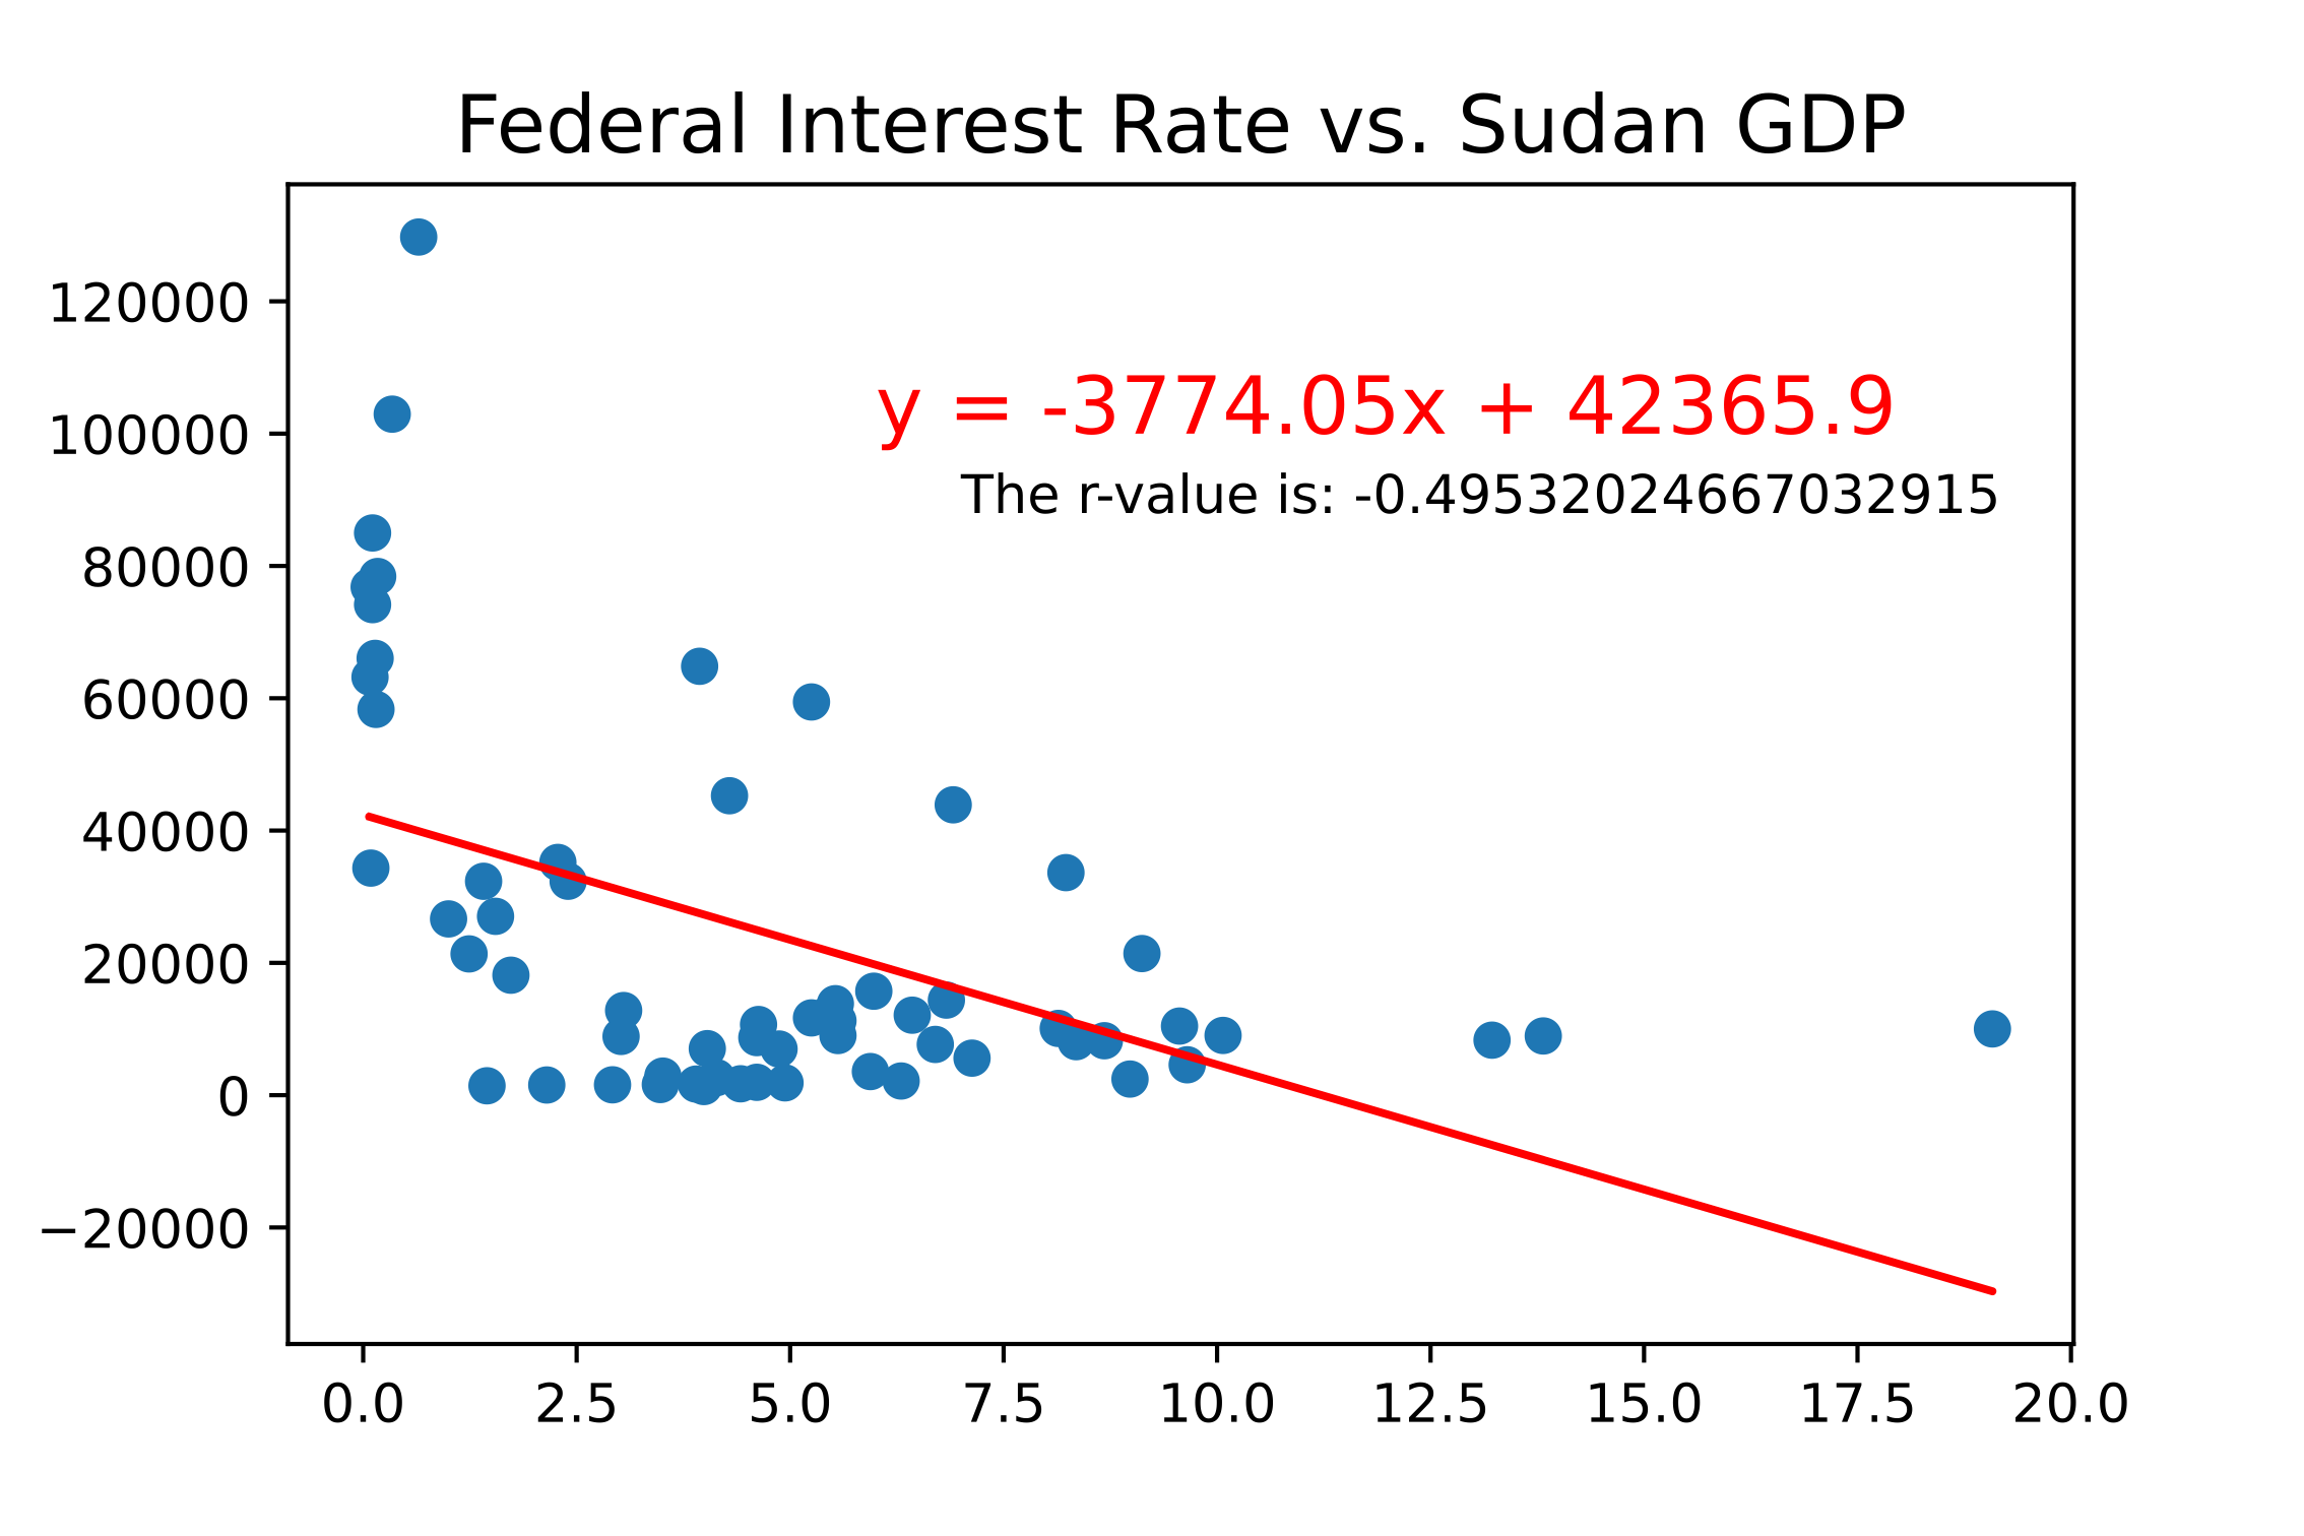 Federal Interest Rate vs. Sudan GDP
120000
100000
80000
60000
40000
20000
0
−20000
y = -3774.05x + 42365.9
The r-value is: -0.49532024667032915
0.0 2.5 5.0 7.5 10.0 12.5 15.0 17.5 20.0